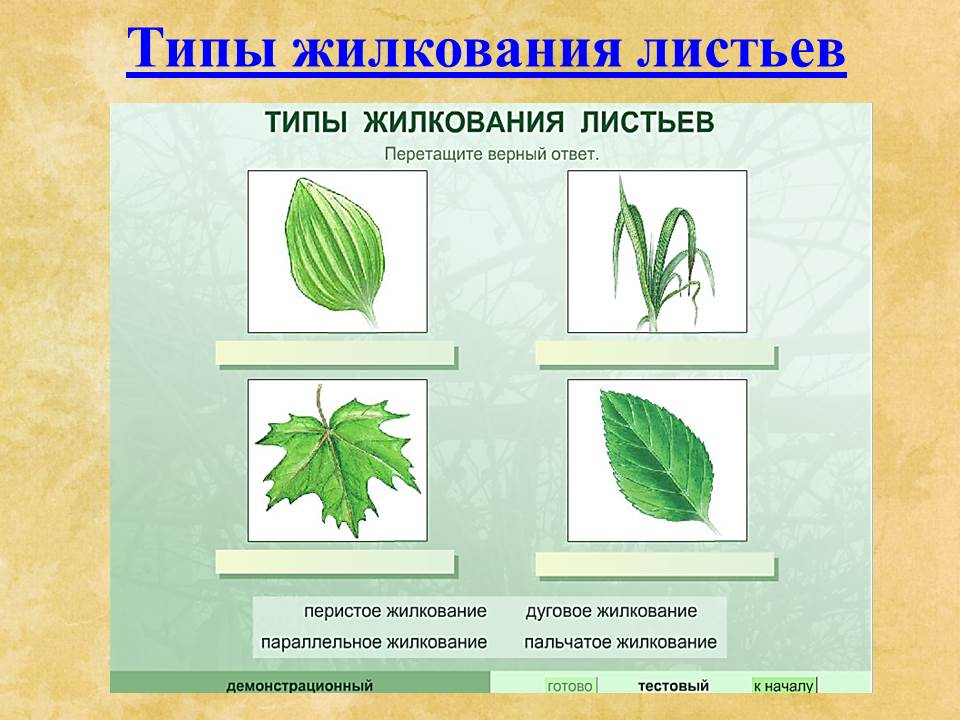 Типы жилкования листьев
ТИПЫ ЖИЛКОВАНИЯ ЛИСТЬЕВ
Перетащите верный ответ.
перистое жилкование дуговое жилкование
параллельное жилкование пальчатое жилкование
демонстрационный готово тестовый к началу